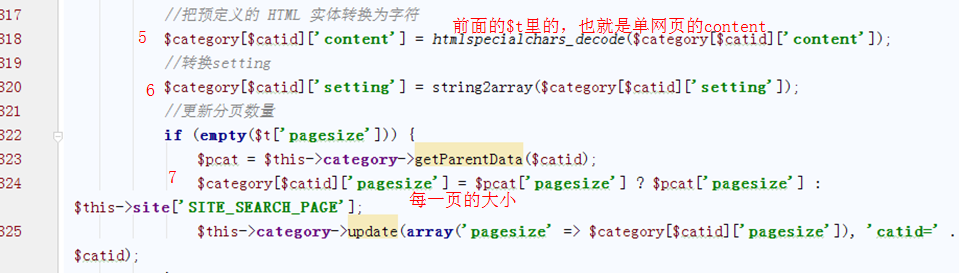 317 //把预定义的 HTML 实体转换为字符
前面的$t里的，也就是单网页的content
318 5 $category[$catid]['content'] = htmlspecialchars_decode($category[$catid]['content']);
319 //转换setting
320 6 $category[$catid]['setting'] = string2array($category[$catid]['setting']);
321 //更新分页数量
322 if (empty($t['pagesize'])) {
323 $pcat = $this->category->getParentData($catid);
324 7 $category[$catid]['pagesize'] = $pcat['pagesize'] ? $pcat['pagesize'] :
$this->site['SITE_SEARCH_PAGE'];
每一页的大小
325 $this->category->update(array('pagesize' => $category[$catid]['pagesize']), 'catid=' .
$catid);